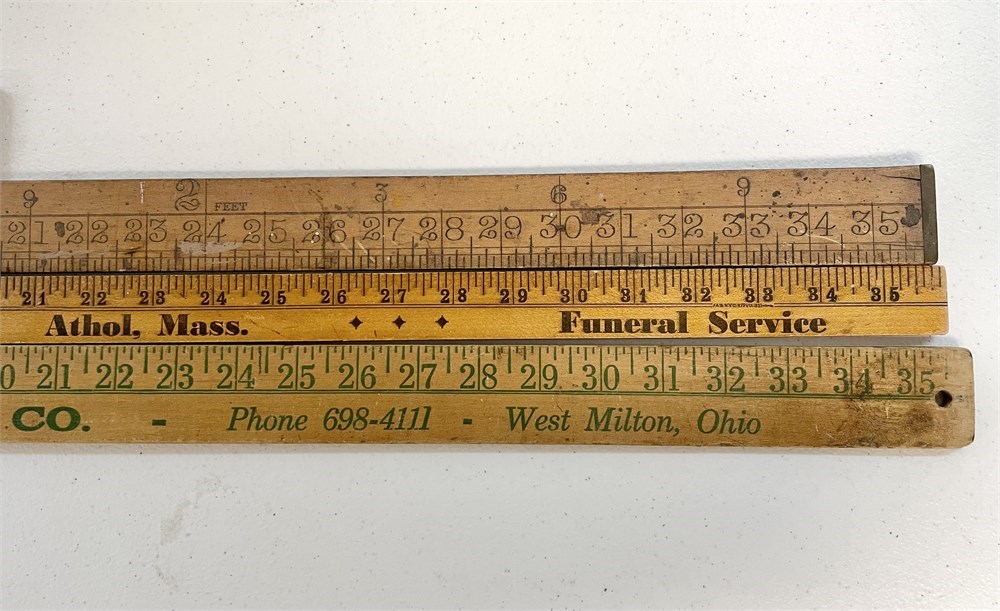 9 2 FEET 3 6 9
21 22 23 24 25 26 27 28 29 30 31 32 33 34 35
21 22 23 24 25 26 27 28 29 30 31 32 33 34 35
Athol, Mass. ✦ ✦ ✦ Funeral Service
0 21 22 23 24 25 26 27 28 29 30 31 32 33 34 35
CO. - Phone 698-4111 - West Milton, Ohio